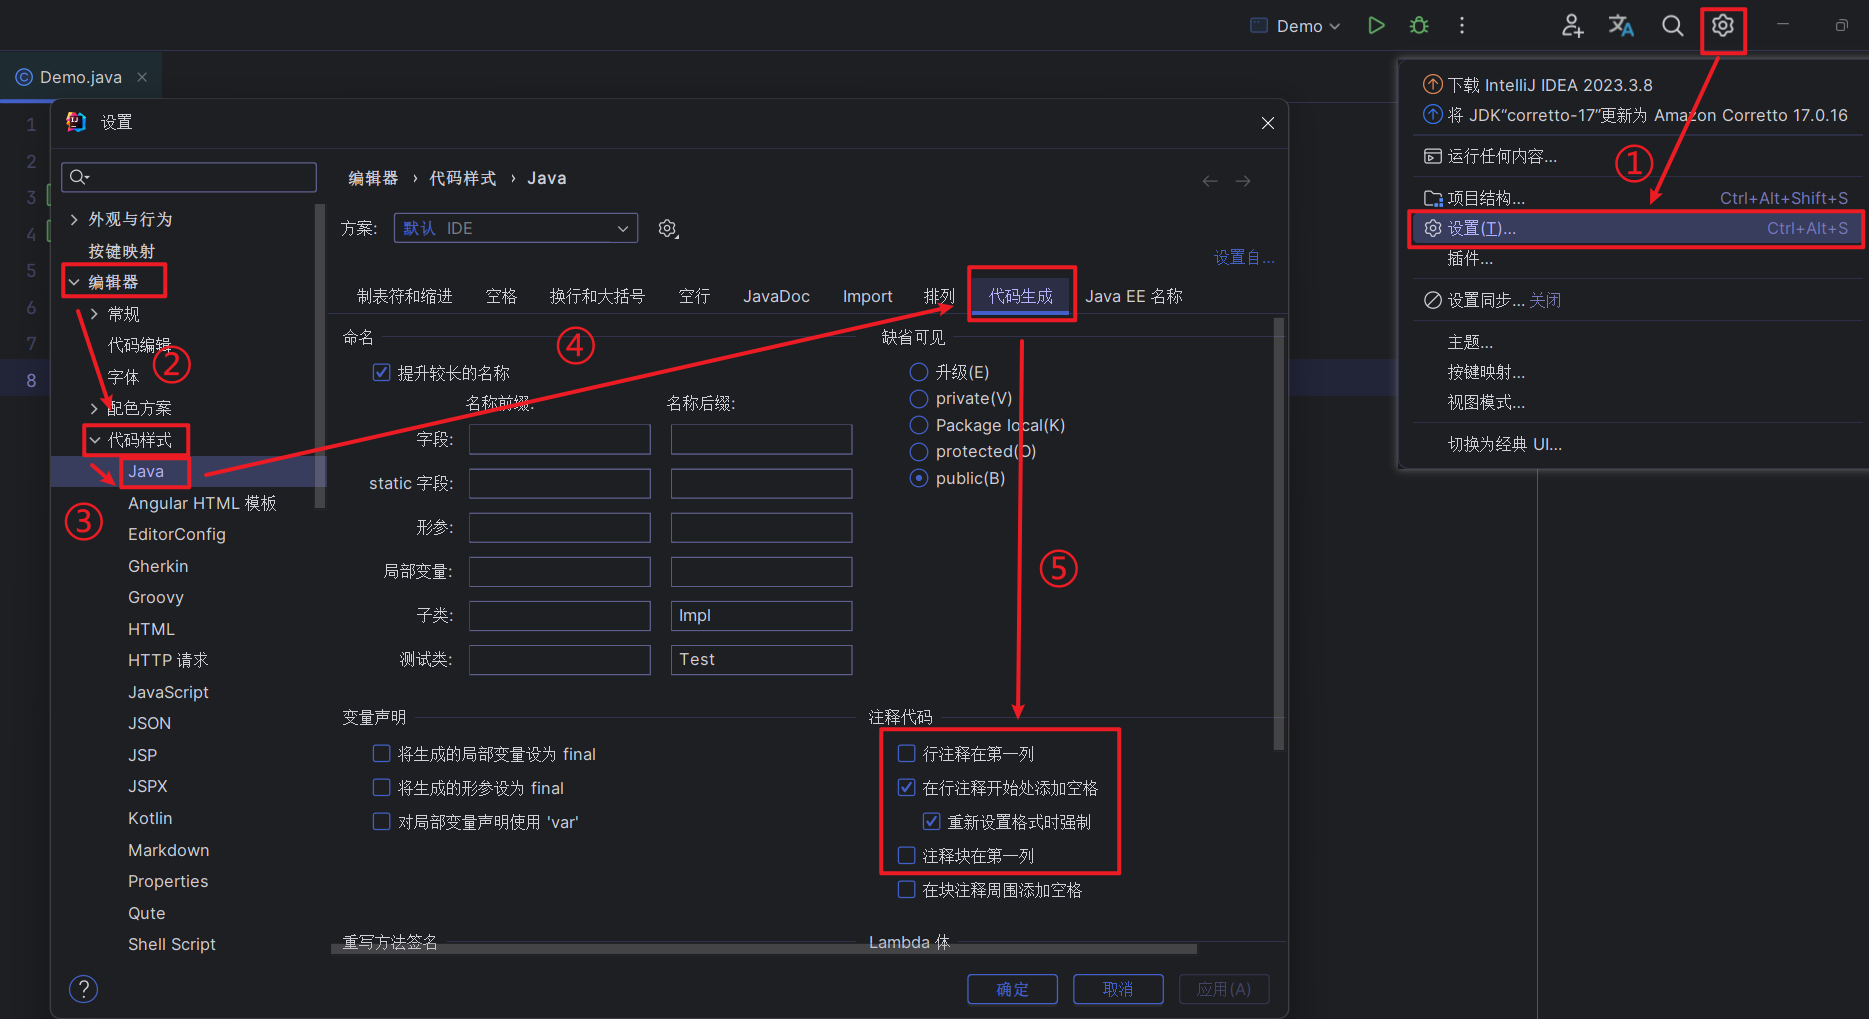 Demo
Demo.java
下载 IntelliJ IDEA 2023.3.8
将 JDK“corretto-17”更新为 Amazon Corretto 17.0.16
运行任何内容...
①
项目结构... Ctrl+Alt+Shift+S
设置(T)... Ctrl+Alt+S
插件...
设置同步... 关闭
主题...
按键映射...
视图模式...
切换为经典 UI...
1
2
3
4
5
6
7
8
设置
外观与行为
按键映射
编辑器
常规
代码编辑
②
字体
配色方案
代码样式
Java
③
Angular HTML 模板
EditorConfig
Gherkin
Groovy
HTML
HTTP 请求
JavaScript
JSON
JSP
JSPX
Kotlin
Markdown
Properties
Qute
Shell Script
?
编辑器 › 代码样式 › Java
方案: 默认 IDE
设置自...
制表符和缩进 空格 换行和大括号 空行 JavaDoc Import 排列 代码生成 Java EE 名称
④
命名
提升较长的名称
名称前缀: 名称后缀:
字段:
static 字段:
形参:
局部变量:
子类: Impl
测试类: Test
缺省可见
升级(E)
private(V)
Package local(K)
protected(O)
public(B)
⑤
变量声明
将生成的局部变量设为 final
将生成的形参设为 final
对局部变量声明使用 'var'
注释代码
行注释在第一列
在行注释开始处添加空格
重新设置格式时强制
注释块在第一列
在块注释周围添加空格
重写方法签名
Lambda 体
确定 取消 应用(A)